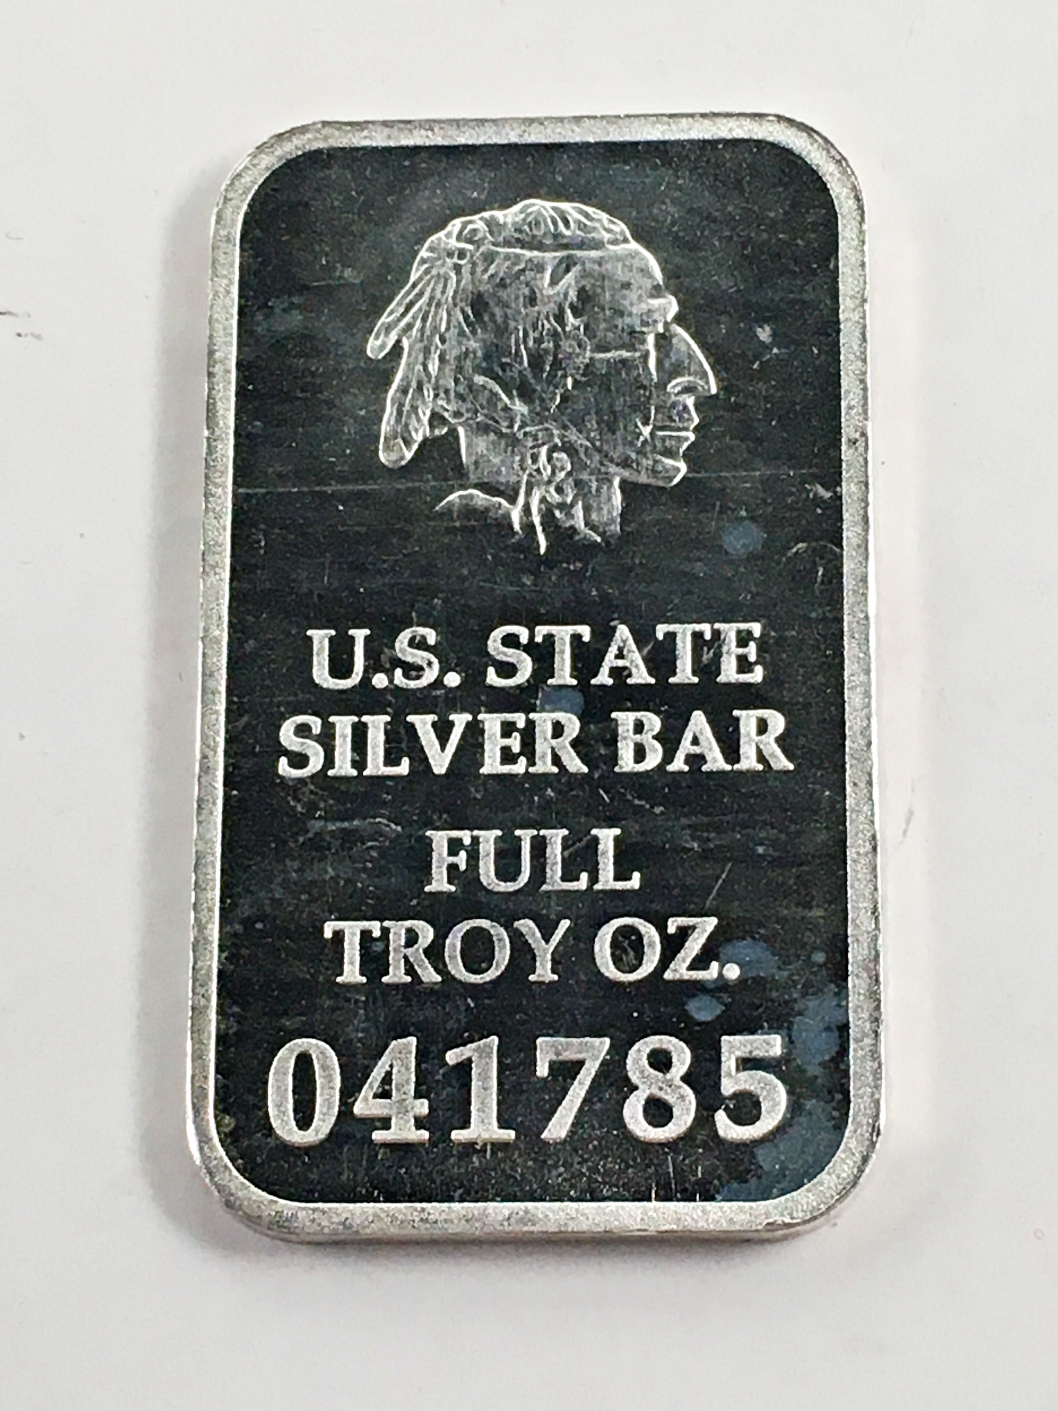 U.S. STATE
SILVER BAR
FULL
TROY OZ.
041785